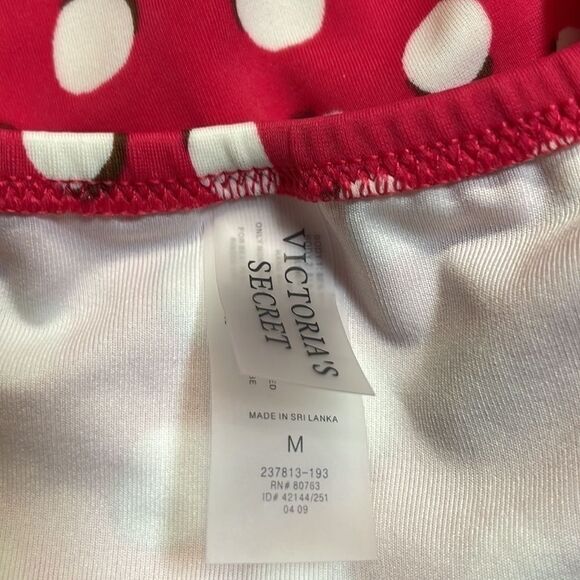 VICTORIA'S
SECRET
MADE IN SRI LANKA
M
237813-193
RN# 80763
ID# 42144/251
04 09